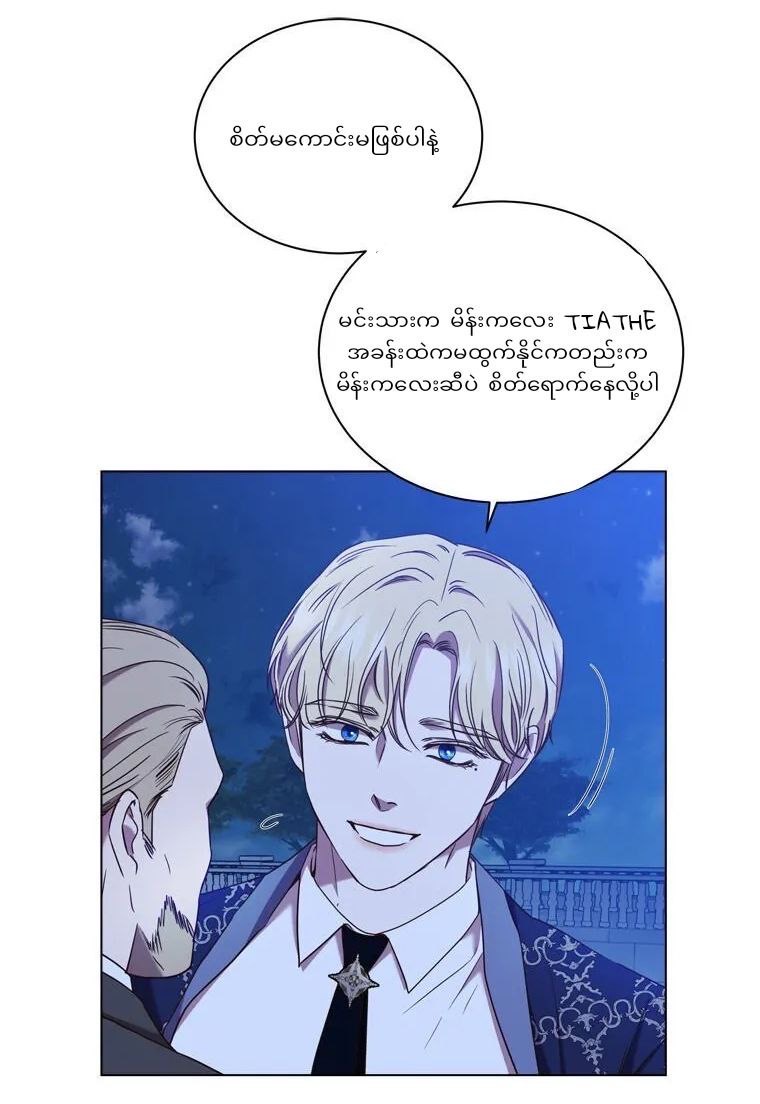 စိတ်မကောင်းမဖြစ်ပါနဲ့
မင်းသားက မိန်းကလေး TIATHE
အခန်းထဲကမထွက်နိုင်ကတည်းက
မိန်းကလေးဆီပဲ စိတ်ရောက်နေလို့ပါ